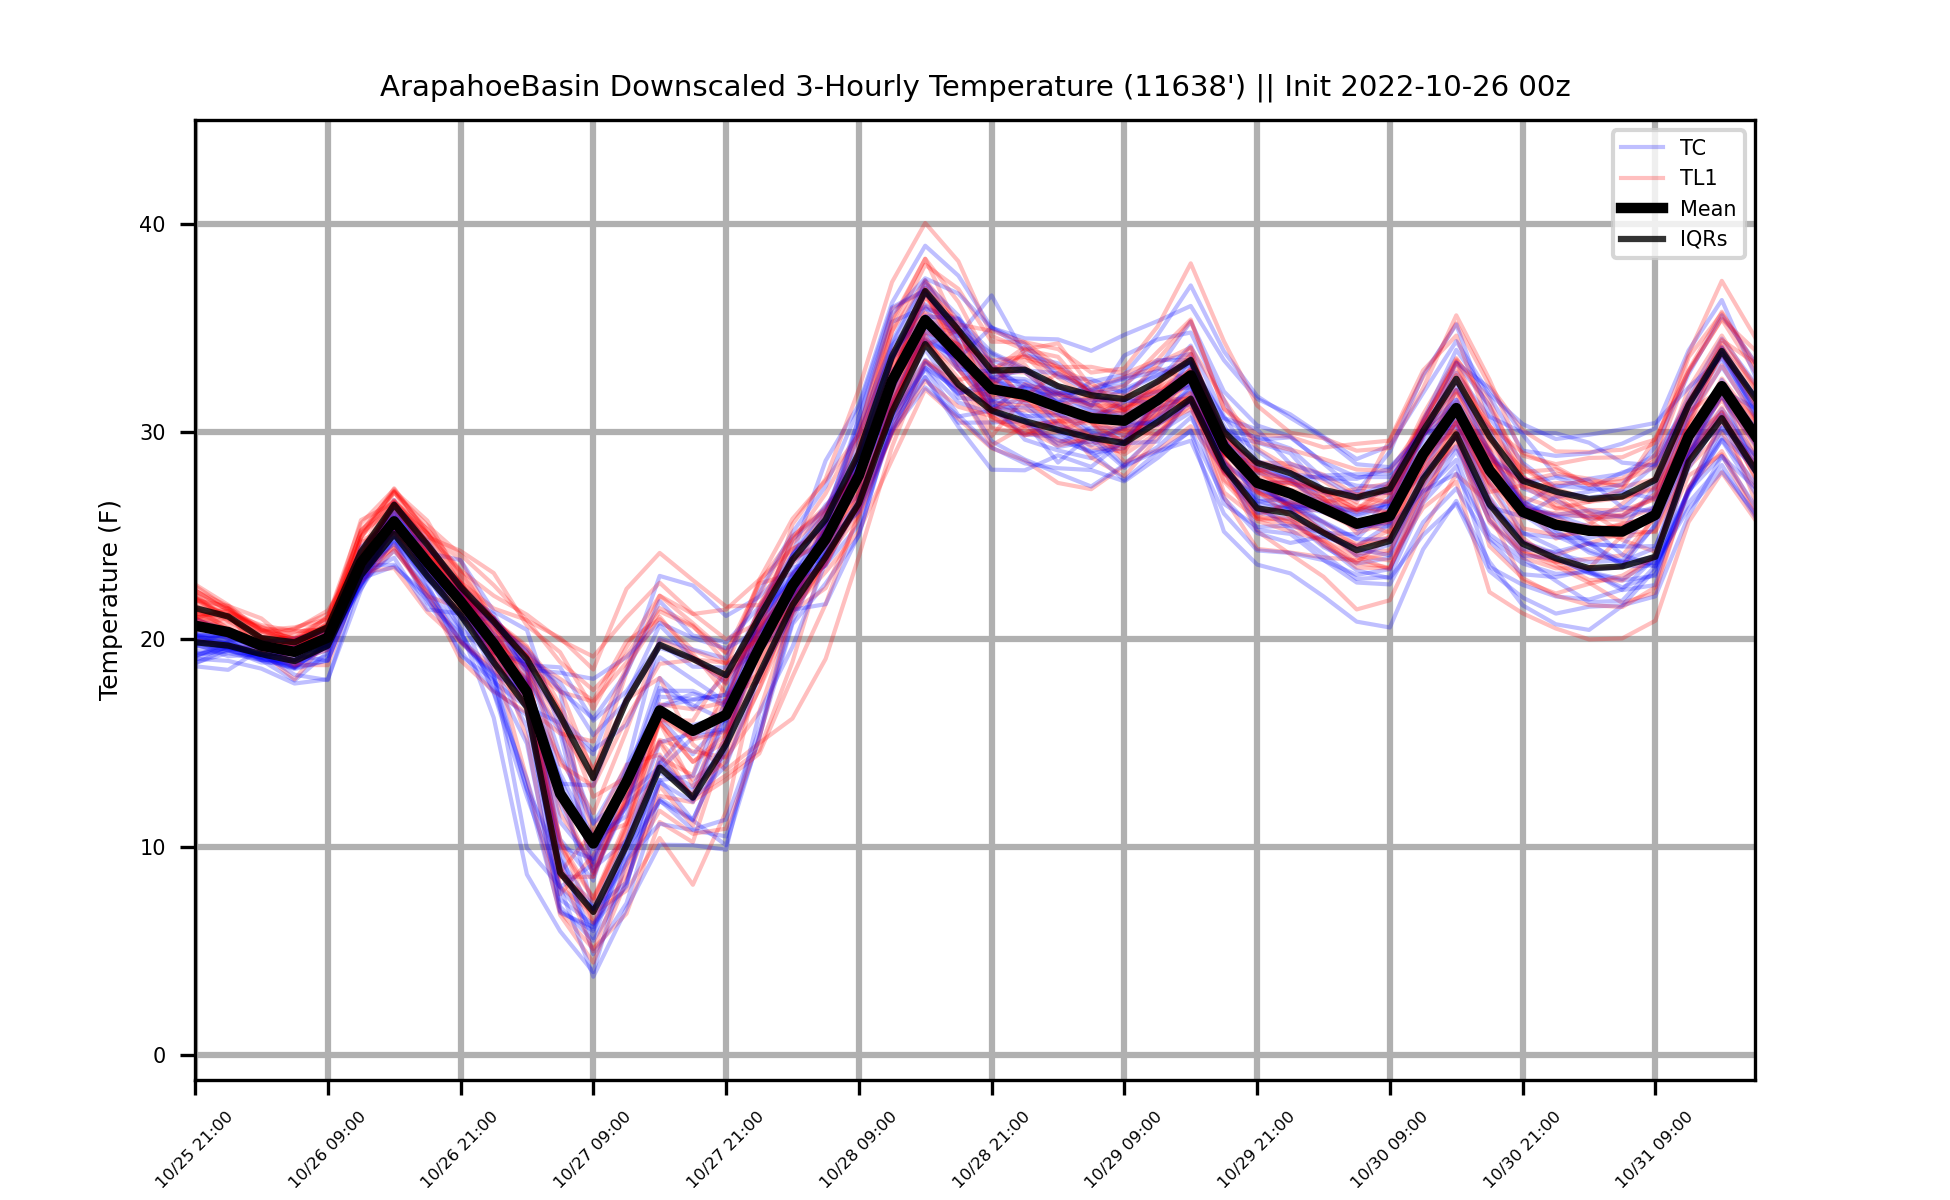 ArapahoeBasin Downscaled 3-Hourly Temperature (11638') || Init 2022-10-26 00z
TC
TL1
Mean
IQRs
Temperature (F)
40
30
20
10
0
10/25 21:00
10/26 09:00
10/26 21:00
10/27 09:00
10/27 21:00
10/28 09:00
10/28 21:00
10/29 09:00
10/29 21:00
10/30 09:00
10/30 21:00
10/31 09:00